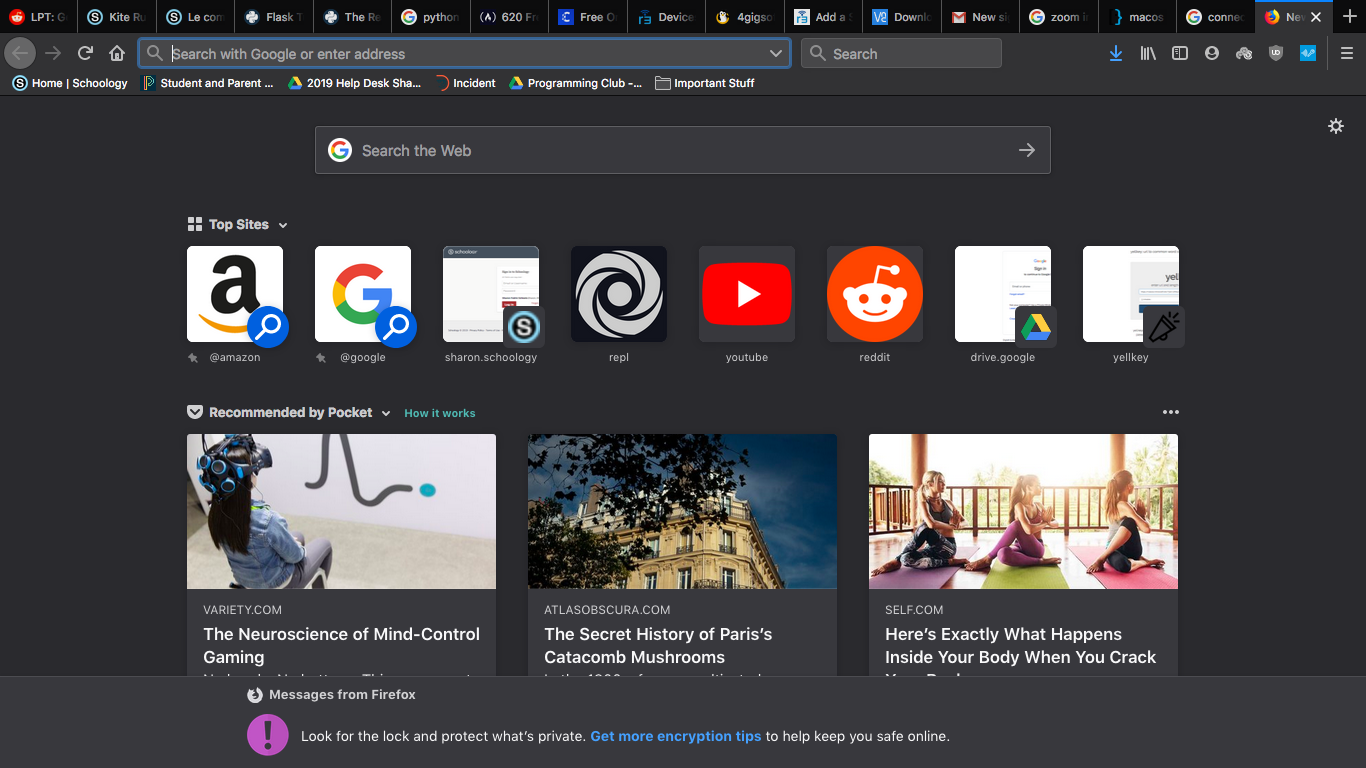 LPT: G
Kite Ru
Le com
Flask T
The Re
python
620 Fr
Free O
Device
4gigso
Add a S
Downl
New si
zoom i
macos
connec
New
Search with Google or enter address
Search
Home | Schoology
Student and Parent ...
2019 Help Desk Sha...
Incident
Programming Club -...
Important Stuff
Search the Web
Top Sites
@amazon
@google
sharon.schoology
repl
youtube
reddit
drive.google
yellkey
Recommended by Pocket
How it works
VARIETY.COM
The Neuroscience of Mind-Control
Gaming
ATLASOBSCURA.COM
The Secret History of Paris's
Catacomb Mushrooms
SELF.COM
Here's Exactly What Happens
Inside Your Body When You Crack
Messages from Firefox
Look for the lock and protect what's private. Get more encryption tips to help keep you safe online.